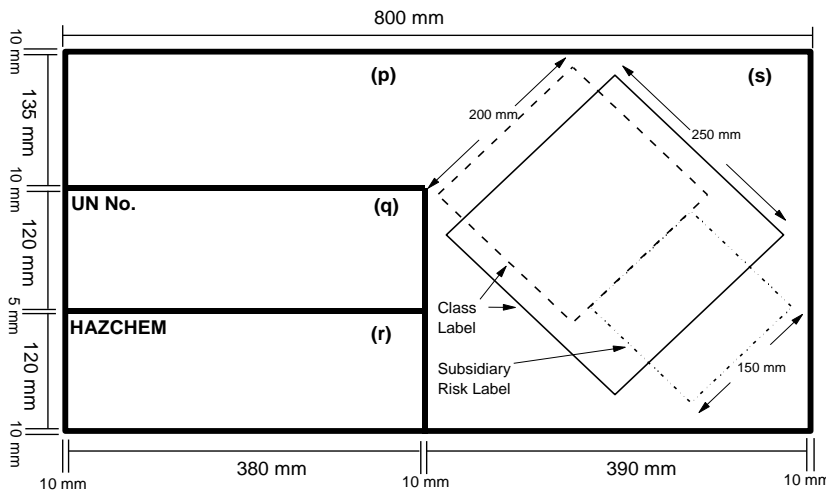 800 mm
10 mm
(p)
(s)
200 mm
250 mm
135 mm
10 mm
UN No.
(q)
120 mm
5 mm
Class
Label
HAZCHEM
(r)
120 mm
Subsidiary
Risk Label
150 mm
10 mm
380 mm
390 mm
10 mm
10 mm
10 mm